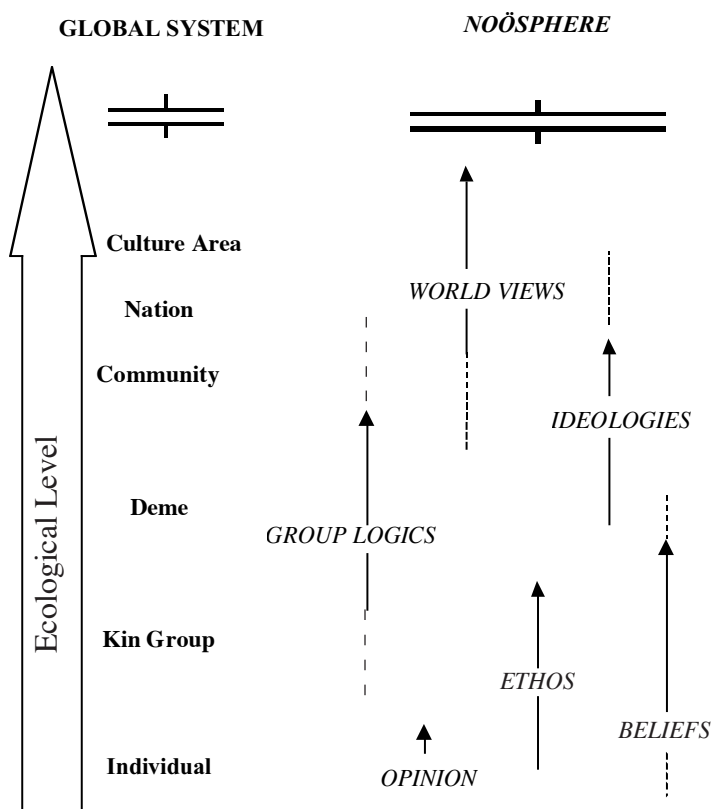 GLOBAL SYSTEM
NOÖSPHERE
Culture Area
WORLD VIEWS
Nation
Community
IDEOLOGIES
Deme
GROUP LOGICS
Ecological Level
Kin Group
ETHOS
BELIEFS
Individual
OPINION